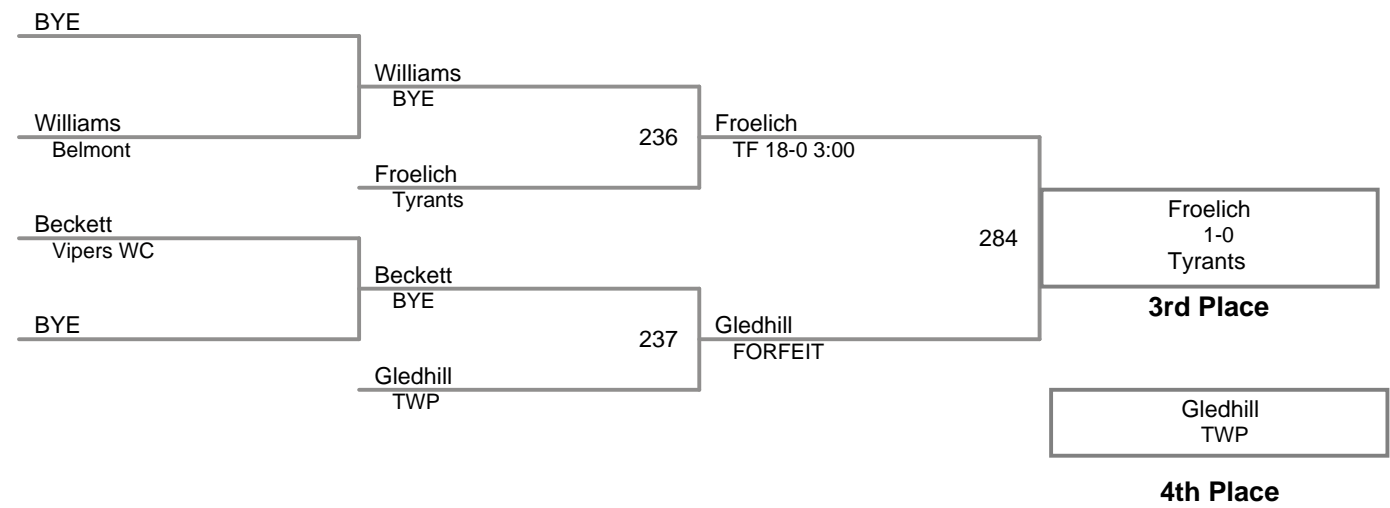 BYE
Williams
BYE
Williams
Belmont
236
Froelich
TF 18-0 3:00
Froelich
Tyrants
Beckett
Vipers WC
284
Froelich
1-0
Tyrants
3rd Place
Beckett
BYE
BYE
237
Gledhill
FORFEIT
Gledhill
TWP
Gledhill
TWP
4th Place